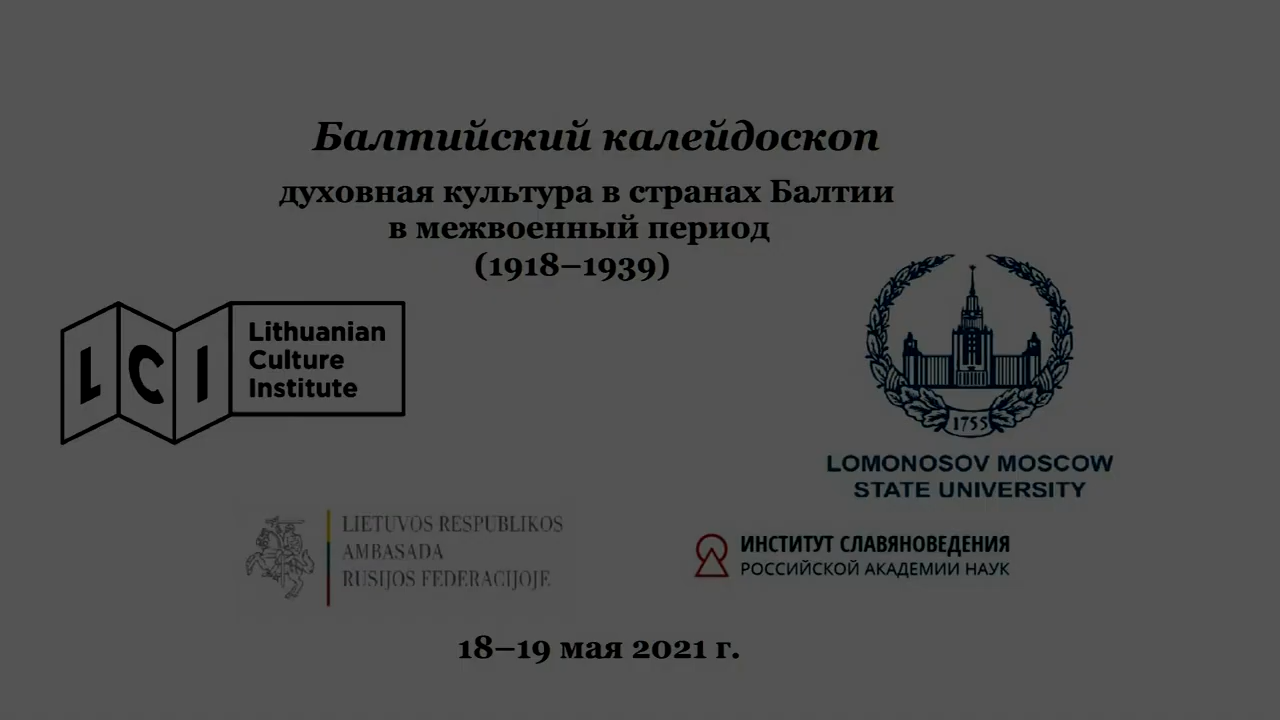 Балтийский калейдоскоп
духовная культура в странах Балтии
в межвоенный период
(1918–1939)
LCI
Lithuanian
Culture
Institute
1755
LOMONOSOV MOSCOW
STATE UNIVERSITY
LIETUVOS RESPUBLIKOS
AMBASADA
RUSIJOS FEDERACIJOJE
ИНСТИТУТ СЛАВЯНОВЕДЕНИЯ
РОССИЙСКОЙ АКАДЕМИИ НАУК
18–19 мая 2021 г.